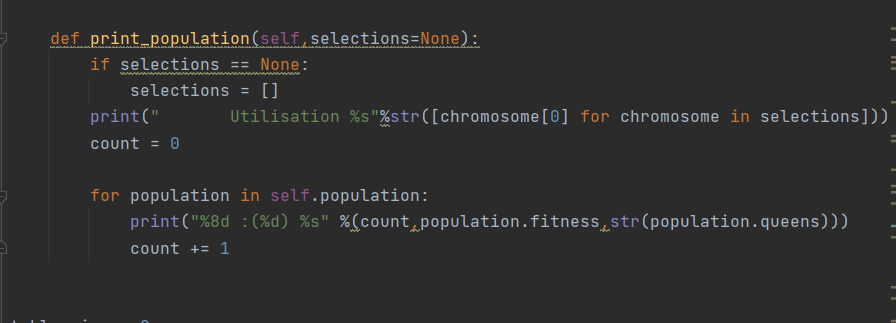 def print_population(self,selections=None):
    if selections == None:
        selections = []
    print("       Utilisation %s"%str([chromosome[0] for chromosome in selections]))
    count = 0

    for population in self.population:
        print("%8d :(%d) %s" %(count,population.fitness,str(population.queens)))
        count += 1